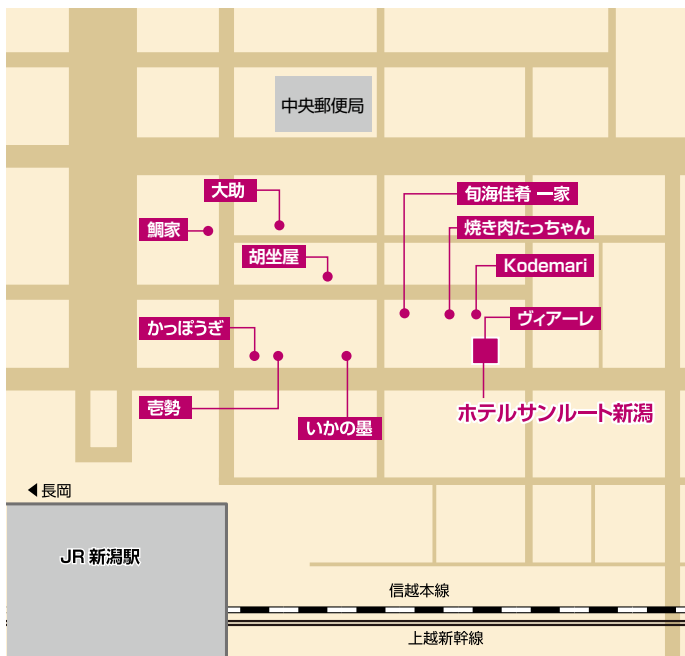 中央郵便局
大助
旬海佳肴 一家
鯛家
焼き肉たっちゃん
胡坐屋
Kodemari
かっぽうぎ
ヴィアーレ
壱勢
いかの墨
ホテルサンルート新潟
◀長岡
JR 新潟駅
信越本線
上越新幹線